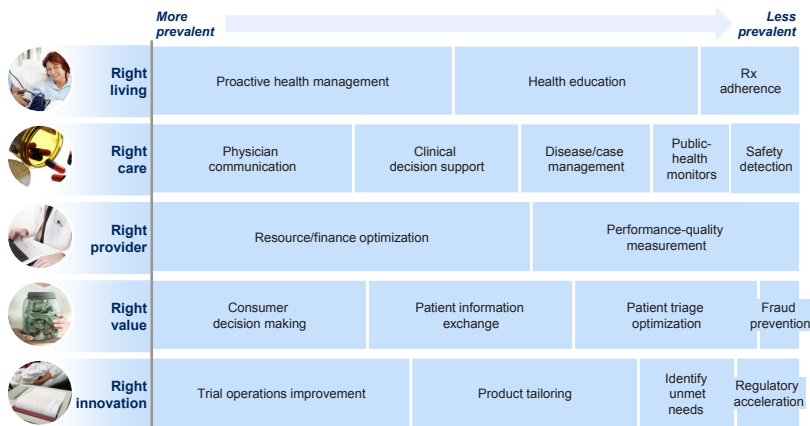 More
prevalent
Less
prevalent
Right
living
Proactive health management
Health education
Rx
adherence
Right
care
Physician
communication
Clinical
decision support
Disease/case
management
Public-
health
monitors
Safety
detection
Right
provider
Resource/finance optimization
Performance-quality
measurement
Right
value
Consumer
decision making
Patient information
exchange
Patient triage
optimization
Fraud
prevention
Right
innovation
Trial operations improvement
Product tailoring
Identify
unmet
needs
Regulatory
acceleration